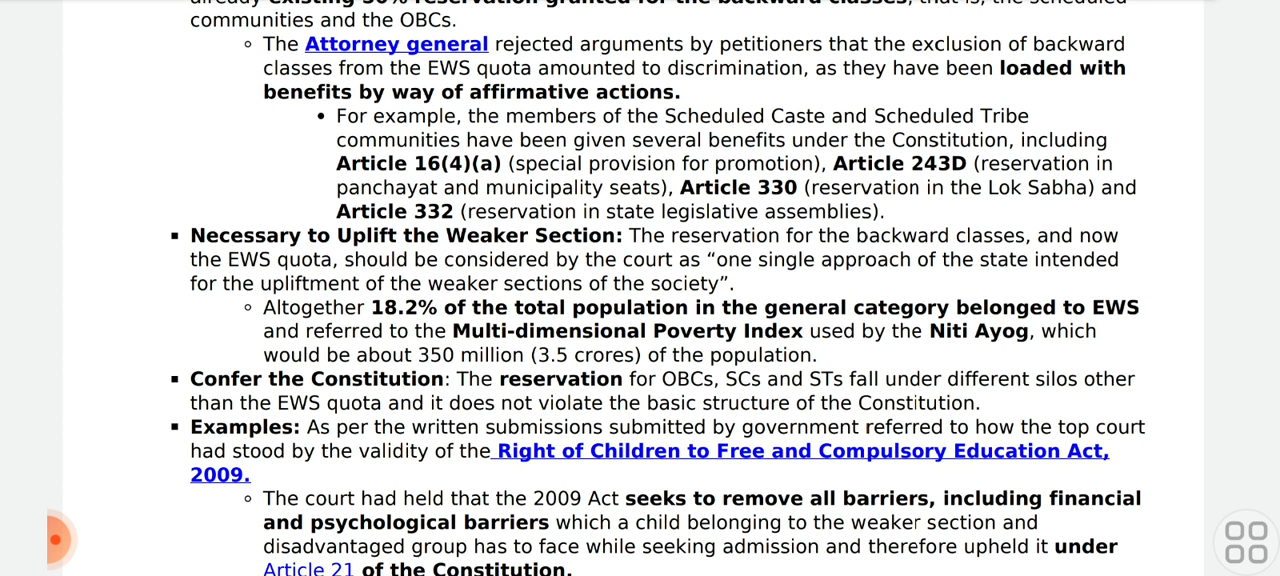 already existing 50% reservation granted for the backward classes, that is, the scheduled
communities and the OBCs.
The Attorney general rejected arguments by petitioners that the exclusion of backward
classes from the EWS quota amounted to discrimination, as they have been loaded with
benefits by way of affirmative actions.
For example, the members of the Scheduled Caste and Scheduled Tribe
communities have been given several benefits under the Constitution, including
Article 16(4)(a) (special provision for promotion), Article 243D (reservation in
panchayat and municipality seats), Article 330 (reservation in the Lok Sabha) and
Article 332 (reservation in state legislative assemblies).
Necessary to Uplift the Weaker Section: The reservation for the backward classes, and now
the EWS quota, should be considered by the court as “one single approach of the state intended
for the upliftment of the weaker sections of the society”.
Altogether 18.2% of the total population in the general category belonged to EWS
and referred to the Multi-dimensional Poverty Index used by the Niti Ayog, which
would be about 350 million (3.5 crores) of the population.
Confer the Constitution: The reservation for OBCs, SCs and STs fall under different silos other
than the EWS quota and it does not violate the basic structure of the Constitution.
Examples: As per the written submissions submitted by government referred to how the top court
had stood by the validity of the Right of Children to Free and Compulsory Education Act,
2009.
The court had held that the 2009 Act seeks to remove all barriers, including financial
and psychological barriers which a child belonging to the weaker section and
disadvantaged group has to face while seeking admission and therefore upheld it under
Article 21 of the Constitution.